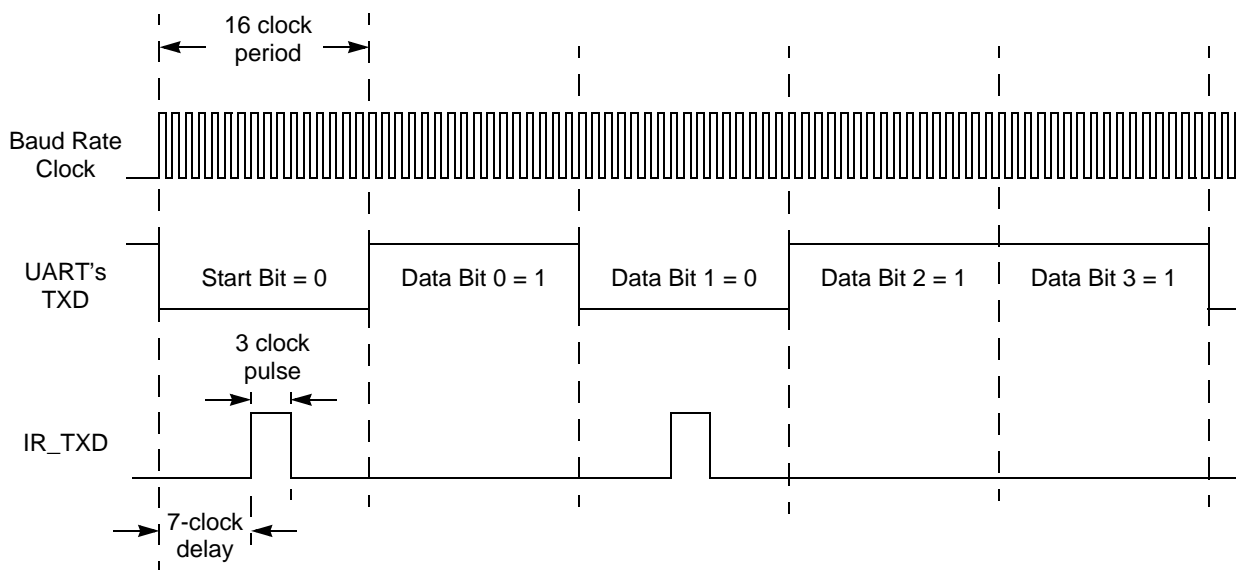 16 clock
period
Baud Rate
Clock
UART's
TXD
Start Bit = 0
Data Bit 0 = 1
Data Bit 1 = 0
Data Bit 2 = 1
Data Bit 3 = 1
3 clock
pulse
IR_TXD
7-clock
delay